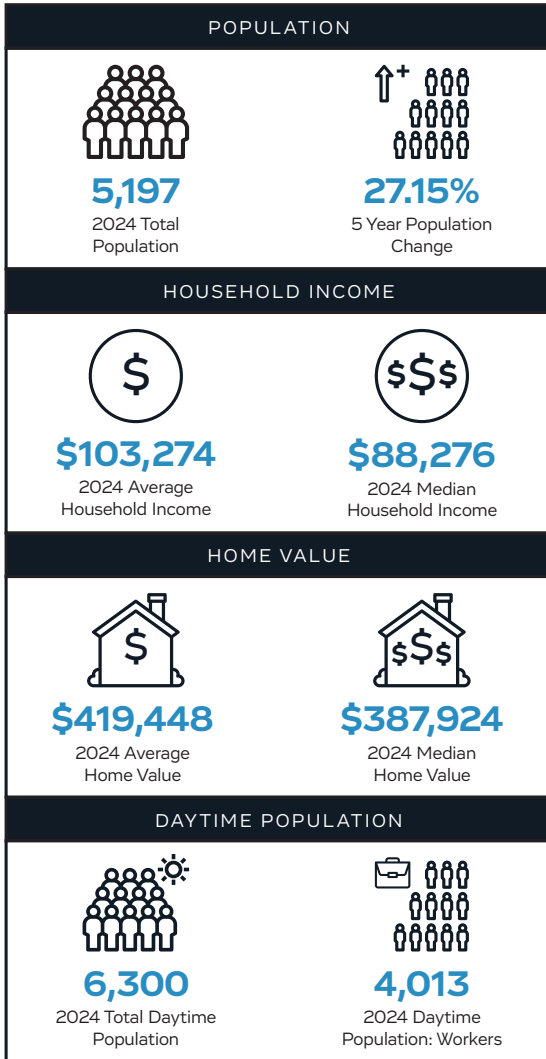 POPULATION
5,197
2024 Total
Population
27.15%
5 Year Population
Change
HOUSEHOLD INCOME
$
$103,274
2024 Average
Household Income
$$$
$88,276
2024 Median
Household Income
HOME VALUE
$
$419,448
2024 Average
Home Value
$$$
$387,924
2024 Median
Home Value
DAYTIME POPULATION
6,300
2024 Total Daytime
Population
4,013
2024 Daytime
Population: Workers